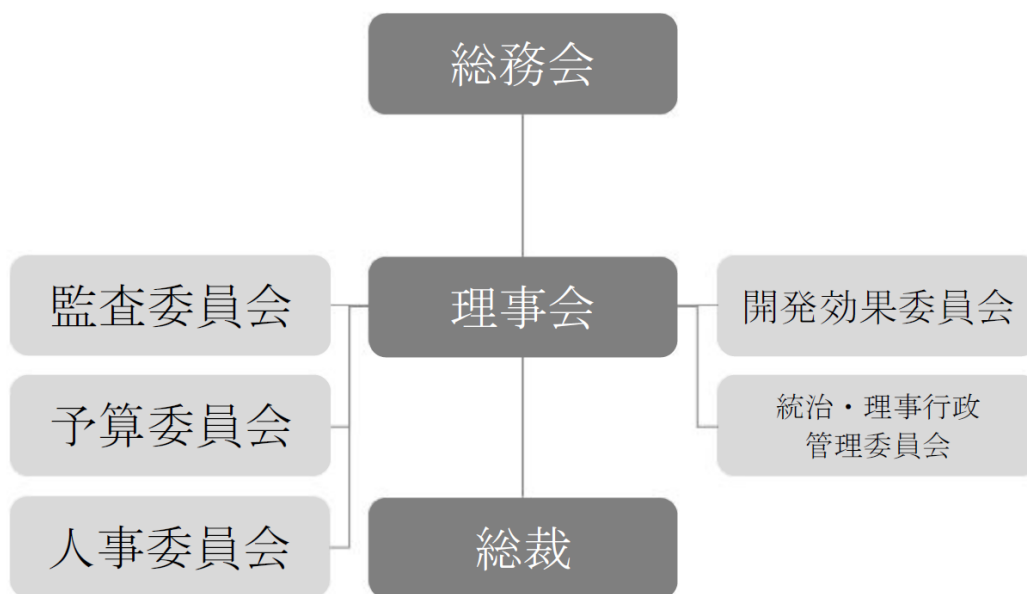 総務会
監査委員会
理事会
開発効果委員会
予算委員会
統治・理事行政
管理委員会
人事委員会
総裁